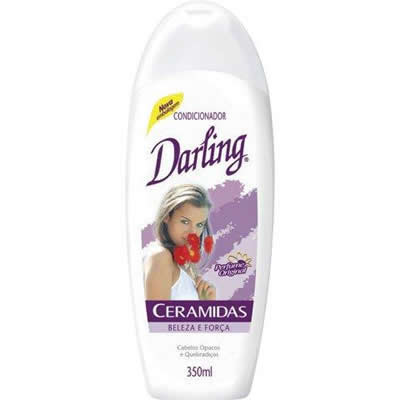 Nova
embalagem
CONDICIONADOR
Darling®
Perfume
Original
CERAMIDAS
BELEZA E FORÇA
Cabelos Opacos
e Quebradiços
350ml